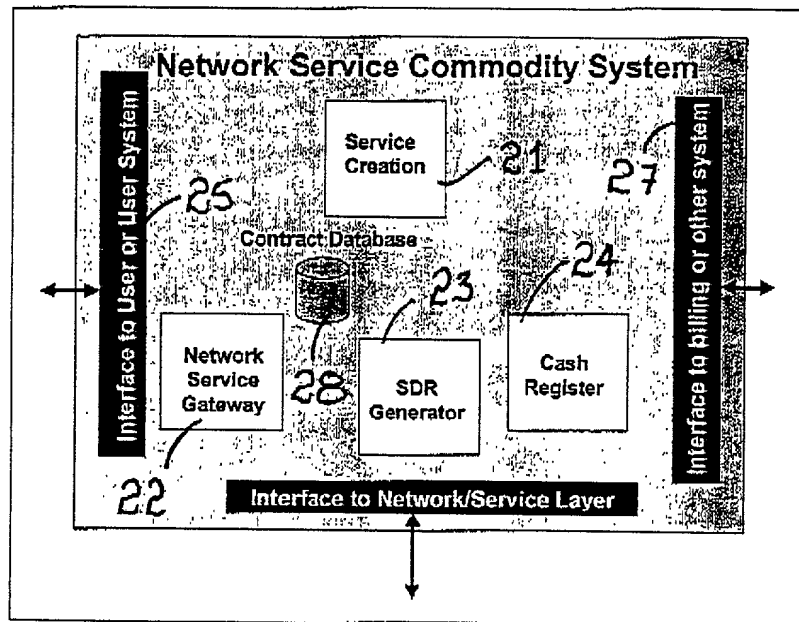 Network Service Commodity System
Interface to User or User System
Service
Creation
21
27
Interface to billing or other system
25
Contract Database
23
24
Network
Service
Gateway
28
SDR
Generator
Cash
Register
22
Interface to Network/Service Layer